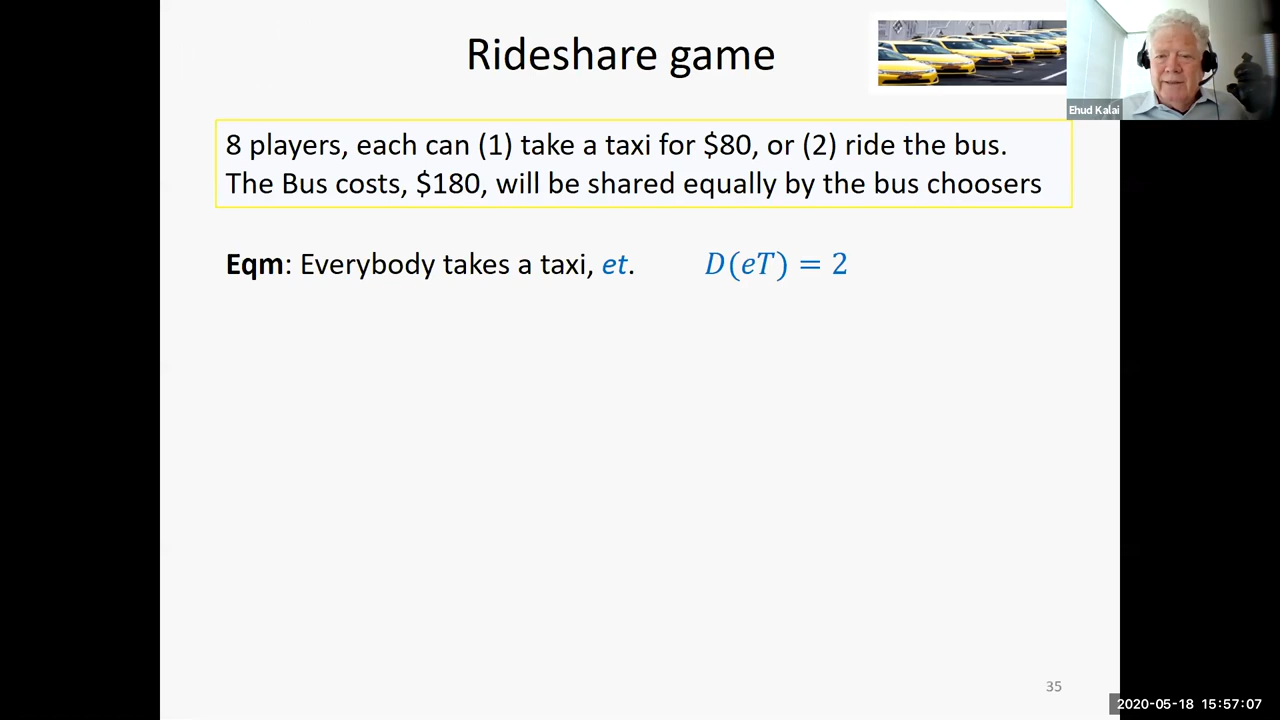 Rideshare game
Ehud Kalai
8 players, each can (1) take a taxi for $80, or (2) ride the bus.
The Bus costs, $180, will be shared equally by the bus choosers
Eqm: Everybody takes a taxi, et. D(eT) = 2
35
2020-05-18 15:57:07